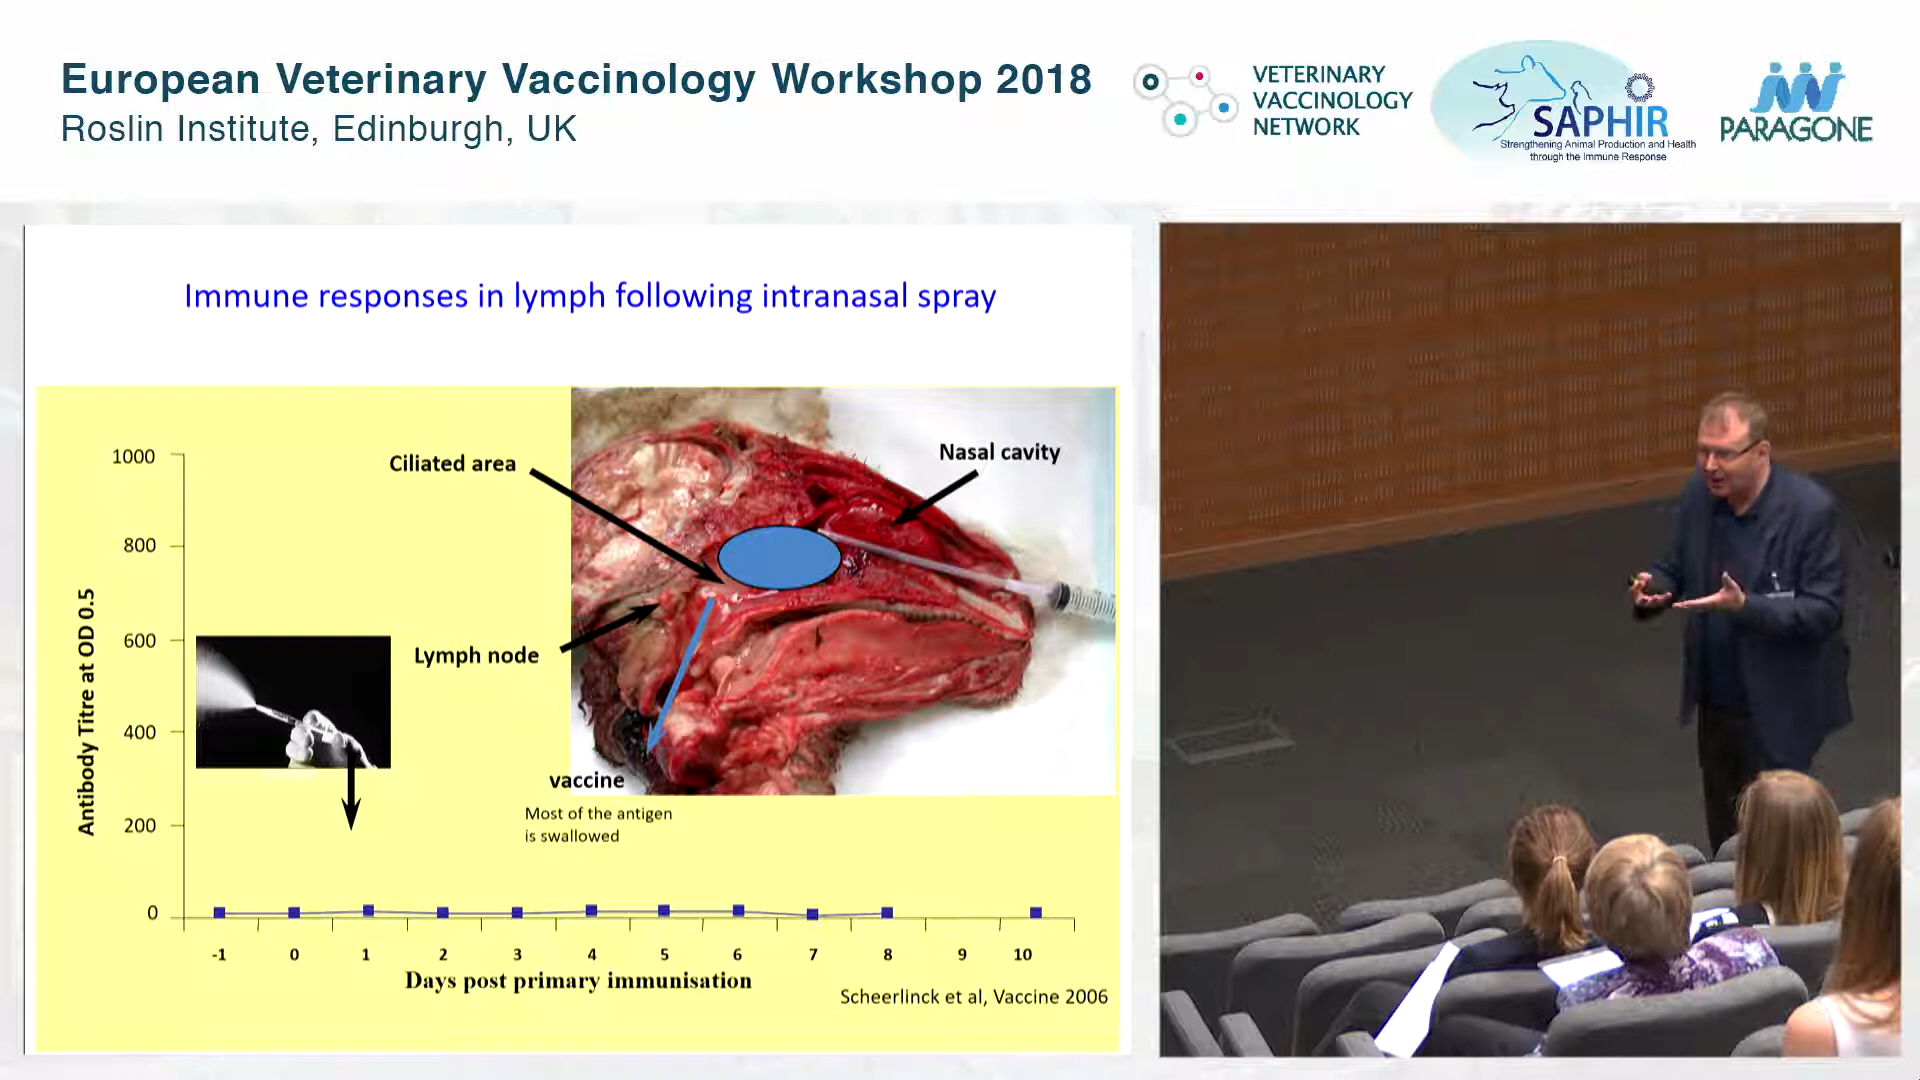 European Veterinary Vaccinology Workshop 2018
Roslin Institute, Edinburgh, UK
VETERINARY
VACCINOLOGY
NETWORK
SAPHIR
Strengthening Animal Production and Health
through the Immune Response
PARAGONE
Immune responses in lymph following intranasal spray
Ciliated area
Nasal cavity
Lymph node
vaccine
Most of the antigen
is swallowed
Antibody Titre at OD 0.5
1000
800
600
400
200
0
-1 0 1 2 3 4 5 6 7 8 9 10
Days post primary immunisation
Scheerlinck et al, Vaccine 2006